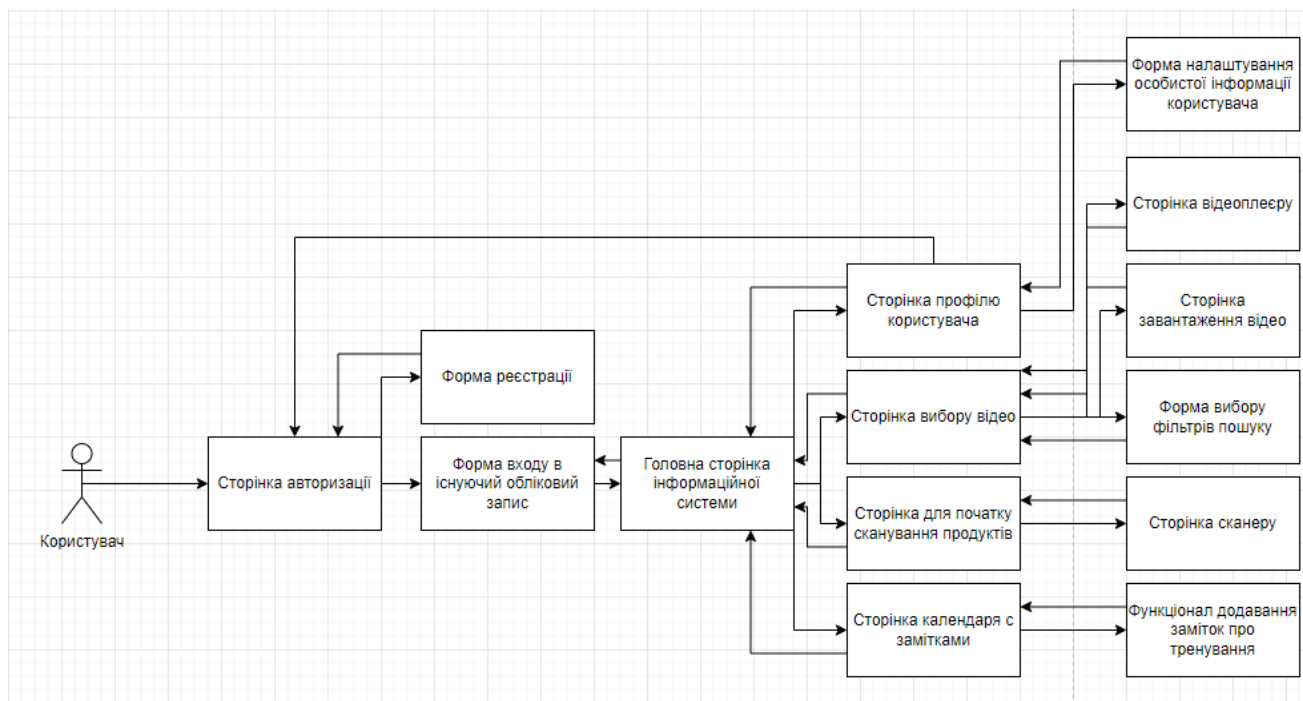 Форма налаштування
особистої інформації
користувача
Сторінка відеоплеєру
Сторінка профілю
користувача
Сторінка
завантаження відео
Форма реєстрації
Сторінка вибору відео
Форма вибору
фільтрів пошуку
Користувач
Сторінка авторизації
Форма входу в
існуючий обліковий
запис
Головна сторінка
інформаційної
системи
Сторінка для початку
сканування продуктів
Сторінка сканеру
Сторінка календаря с
замітками
Функціонал додавання
заміток про
тренування